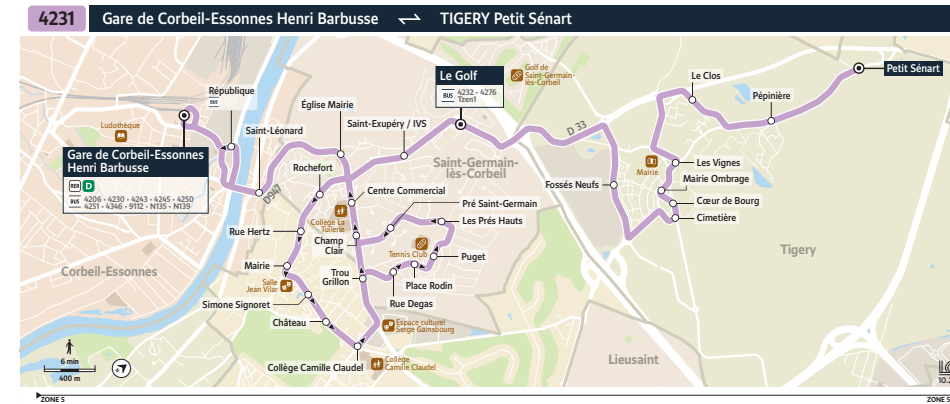 4231 Gare de Corbeil-Essonnes Henri Barbusse TIGERY Petit Sénart
République
BUS
Ludothèque
Gare de Corbeil-Essonnes
Henri Barbusse
RER D
BUS 4206 • 4230 • 4243 • 4245 • 4250
4251 • 4346 • 9112 • N135 • N139
Saint-Léonard
Église Mairie
Saint-Exupéry / IVS
Le Golf
BUS 4232 • 4276
Tzen1
Golf de
Saint-Germain-
lès-Corbeil
D 33
Le Clos
Pépinière
Petit Sénart
Rochefort
D947
Centre Commercial
Saint-Germain-
lès-Corbeil
Fossés Neufs
Mairie
Les Vignes
Mairie Ombrage
Cœur de Bourg
Cimetière
Collège La
Tuilerie
Pré Saint-Germain
Les Prés Hauts
Rue Hertz
Champ
Clair
Tennis Club
Puget
Tigery
Corbeil-Essonnes
Mairie
Salle
Jean Vilar
Trou
Grillon
Place Rodin
Rue Degas
Simone Signoret
Château
Espace culturel
Serge Gainsbourg
Collège Camille Claudel
Collège
Camille Claudel
Lieusaint
6 min
400 m
10.2
ZONE 5
ZONE 5